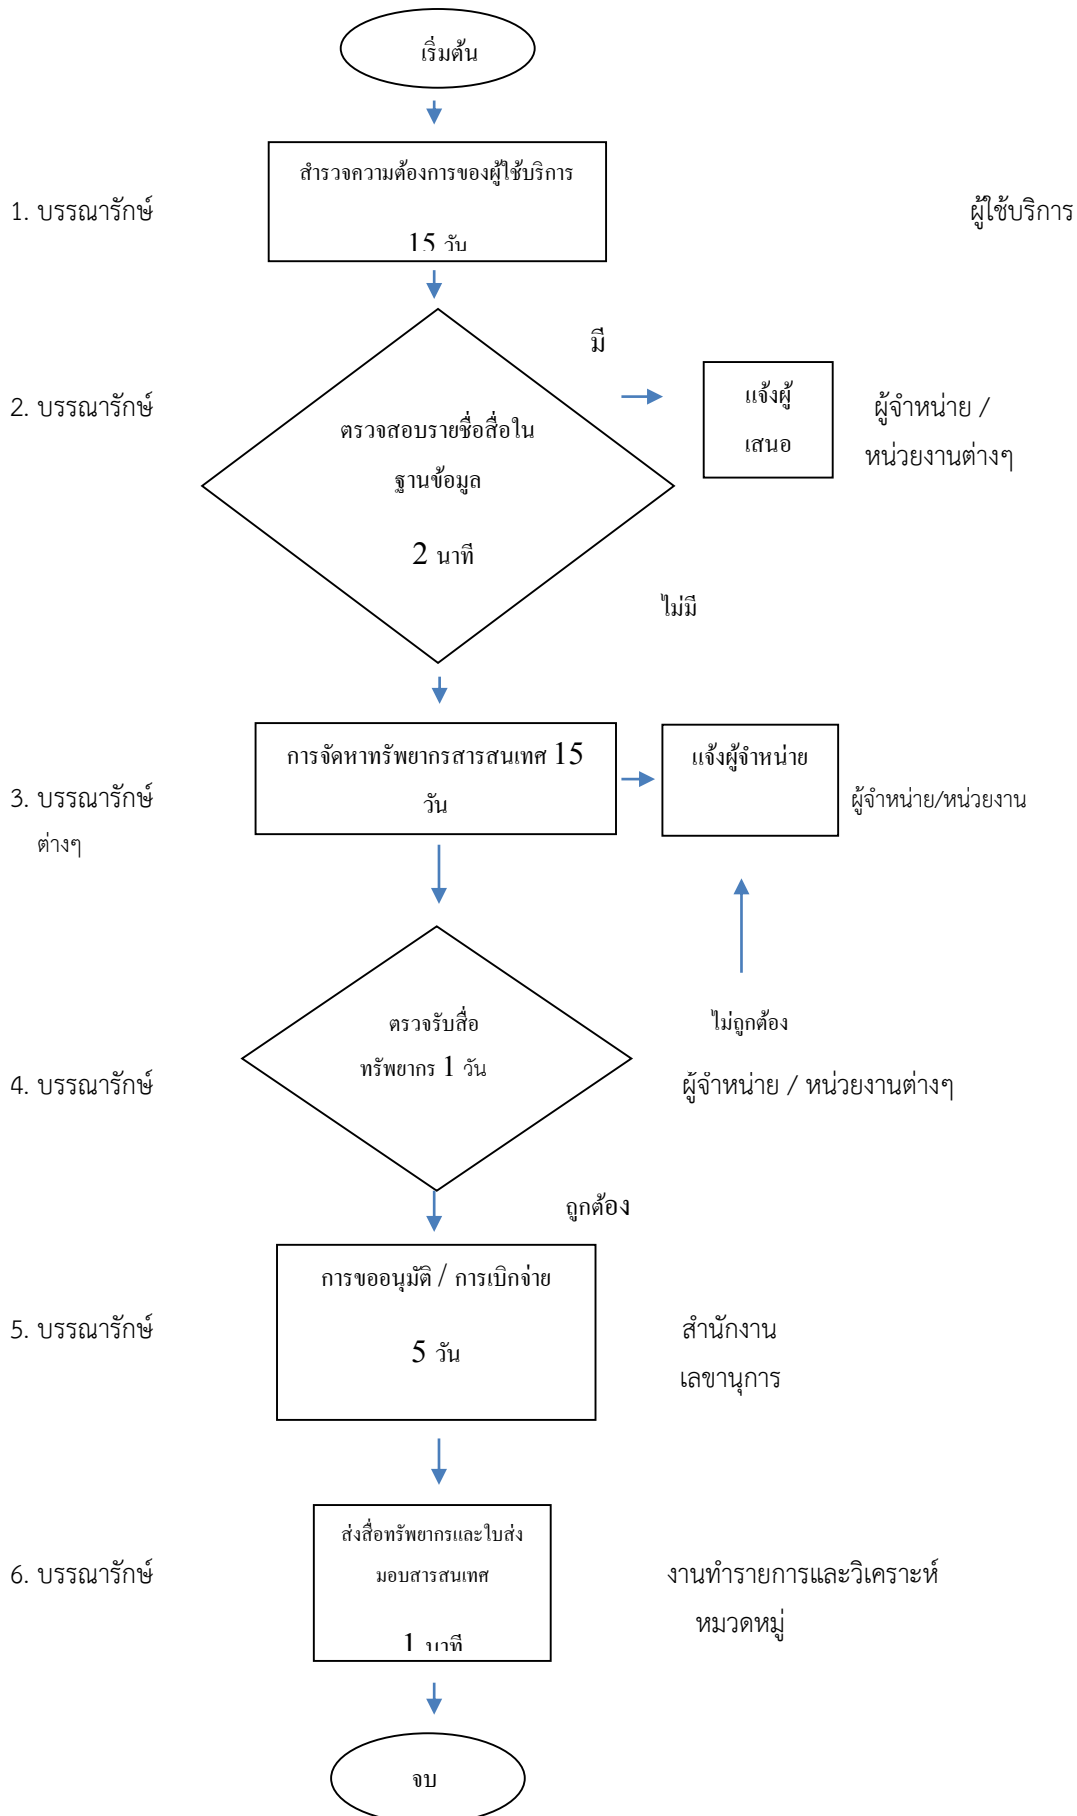 เริ่มต้น
สำรวจความต้องการของผู้ใช้บริการ
1. บรรณารักษ์
ผู้ใช้บริการ
15 วัน
มี
2. บรรณารักษ์
ตรวจสอบรายชื่อสื่อใน
ฐานข้อมูล
2 นาที
แจ้งผู้
เสนอ
ผู้จำหน่าย /
หน่วยงานต่างๆ
ไม่มี
การจัดหาทรัพยากรสารสนเทศ 15
วัน
แจ้งผู้จำหน่าย
3. บรรณารักษ์
ผู้จำหน่าย/หน่วยงาน
ต่างๆ
ตรวจรับสื่อ
ทรัพยากร 1 วัน
ไม่ถูกต้อง
4. บรรณารักษ์
ผู้จำหน่าย / หน่วยงานต่างๆ
ถูกต้อง
การขออนุมัติ / การเบิกจ่าย
5 วัน
5. บรรณารักษ์
สำนักงาน
เลขานุการ
ส่งสื่อทรัพยากรและใบส่ง
มอบสารสนเทศ
1 นาที
6. บรรณารักษ์
งานทำรายการและวิเคราะห์
หมวดหมู่
จบ